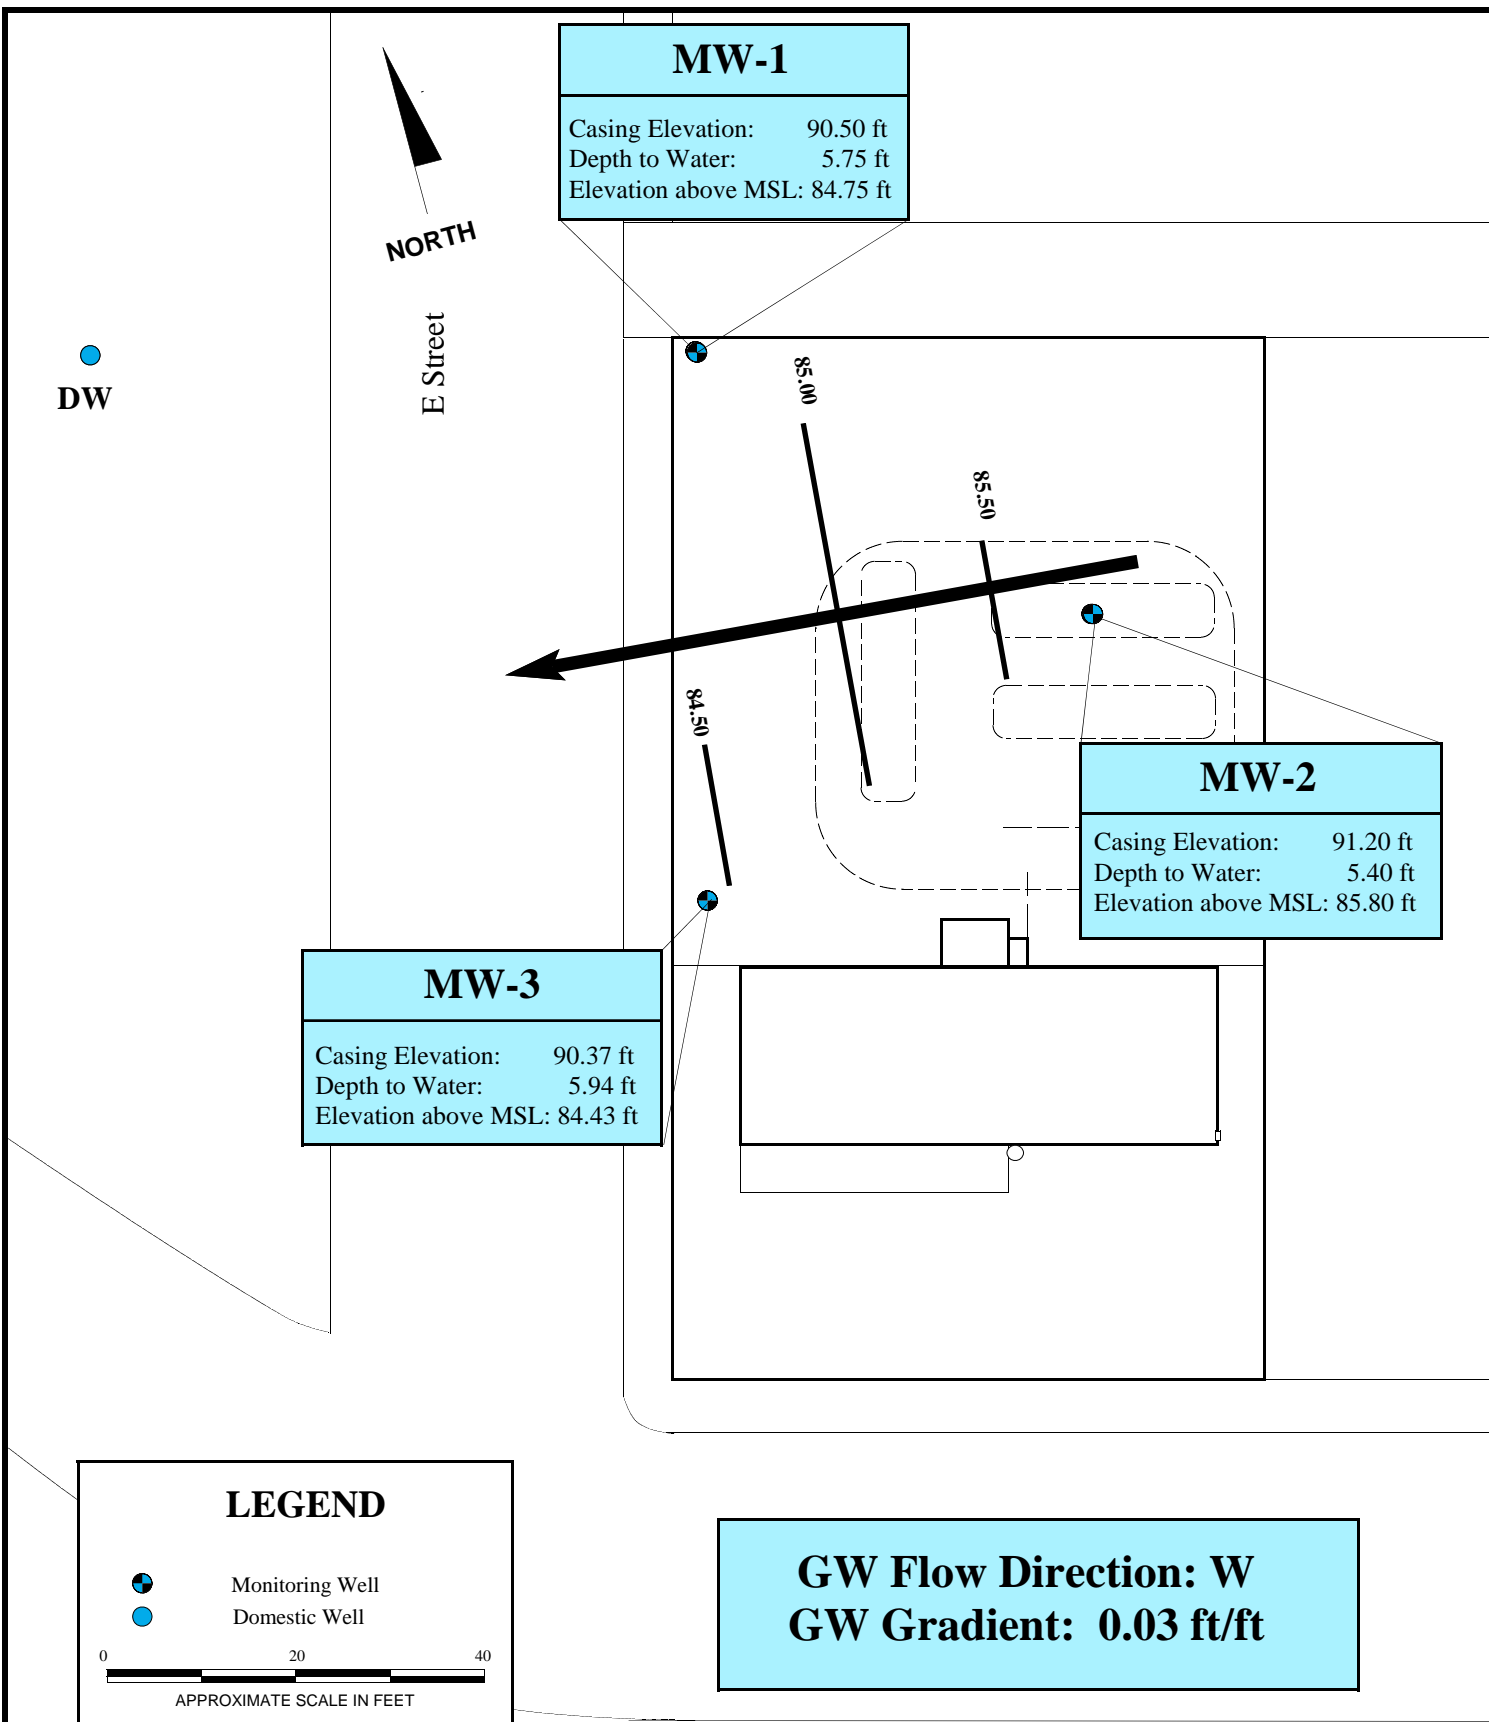 MW-1
Casing Elevation: 90.50 ft
Depth to Water: 5.75 ft
Elevation above MSL: 84.75 ft
NORTH
E Street
DW
85.00
85.50
84.50
MW-2
Casing Elevation: 91.20 ft
Depth to Water: 5.40 ft
Elevation above MSL: 85.80 ft
MW-3
Casing Elevation: 90.37 ft
Depth to Water: 5.94 ft
Elevation above MSL: 84.43 ft
LEGEND
Monitoring Well
Domestic Well
0 20 40
APPROXIMATE SCALE IN FEET
GW Flow Direction: W
GW Gradient: 0.03 ft/ft